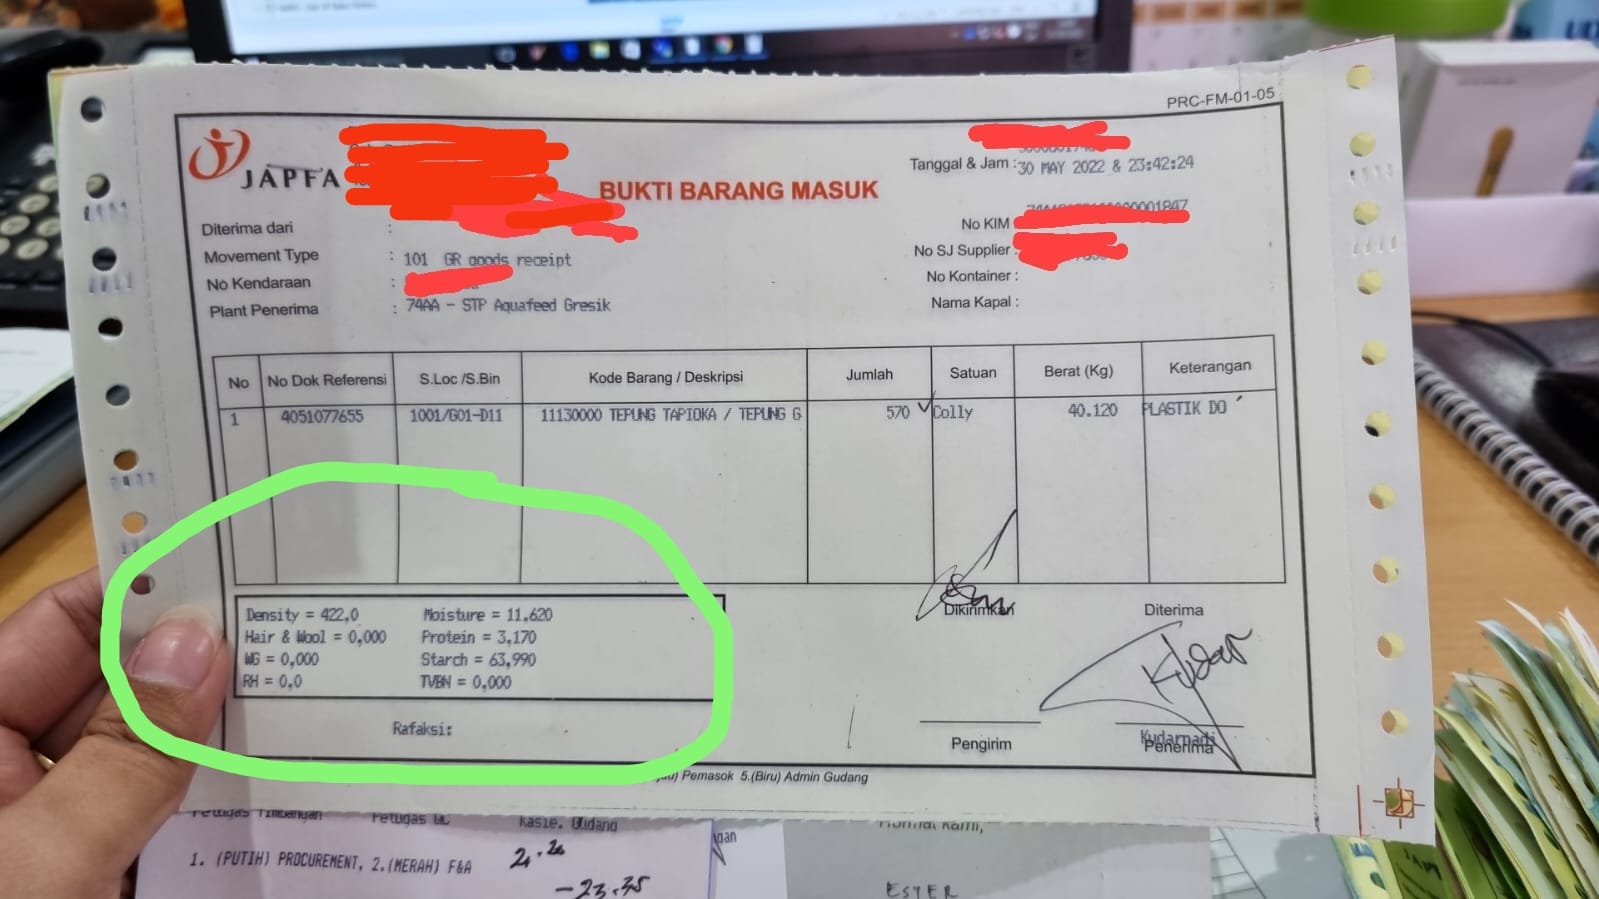 PRC-FM-01-05
JAPFA
BUKTI BARANG MASUK
Tanggal & Jam : 30 MAY 2022 & 23:42:24
Diterima dari :
No KIM
Movement Type : 101 GR goods receipt
No SJ Supplier
No Kendaraan :
No Kontainer :
Plant Penerima : 74AA - STP Aquafeed Gresik
Nama Kapal :
No No Dok Referensi S.Loc /S.Bin Kode Barang / Deskripsi Jumlah Satuan Berat (Kg) Keterangan
1 4051077655 1001/G01-D11 11130000 TEPUNG TAPIOKA / TEPUNG G 570 Colly 40.120 PLASTIK DO
Density = 422,0 Moisture = 11,620
Hair & Wool = 0,000 Protein = 3,170
WG = 0,000 Starch = 63,990
RH = 0,0 TVBN = 0,000
Rafaksi:
Dikirimkan Diterima
Kudarnadi
Pengirim Penerima
Pemasok 5.(Biru) Admin Gudang
Petugas Timbangan Petugas QC Kasie. Gudang
1. (PUTIH) PROCUREMENT, 2.(MERAH) F&A
-23.35
Hormat kami,
ESTER